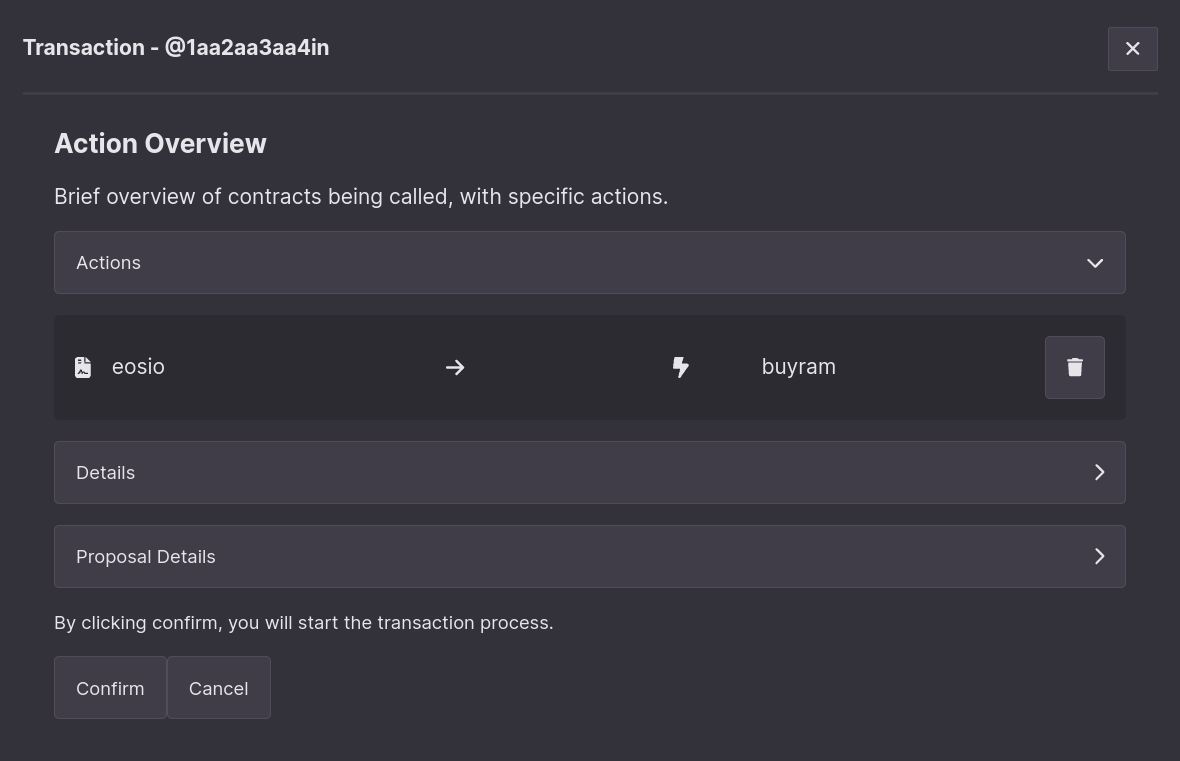 Transaction - @1aa2aa3aa4in
Action Overview
Brief overview of contracts being called, with specific actions.
Actions
eosio
buyram
Details
Proposal Details
By clicking confirm, you will start the transaction process.
Confirm
Cancel